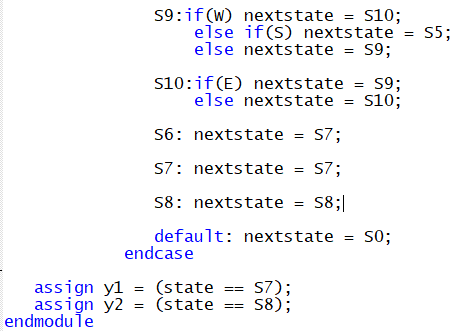 S9:if(W) nextstate = S10;
else if(S) nextstate = S5;
else nextstate = S9;
S10:if(E) nextstate = S9;
else nextstate = S10;
S6: nextstate = S7;
S7: nextstate = S7;
S8: nextstate = S8;
default: nextstate = S0;
endcase
assign y1 = (state == S7);
assign y2 = (state == S8);
endmodule